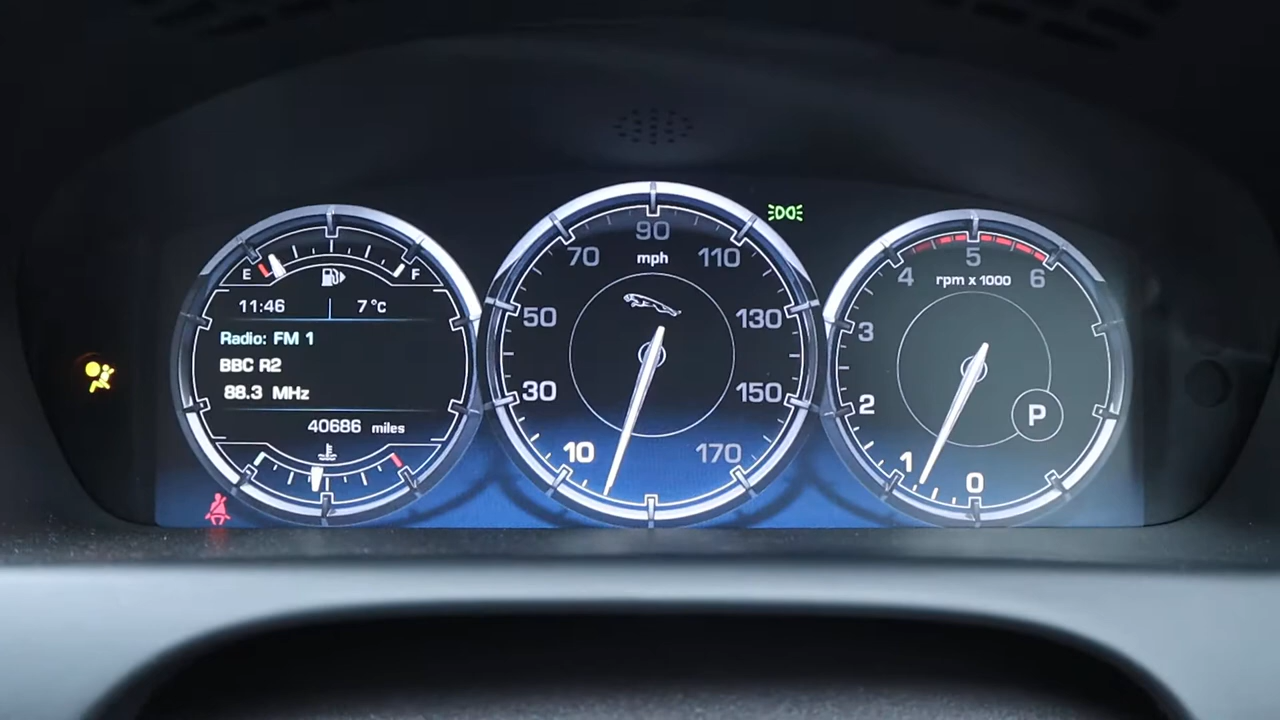 E F
11:46 7°c
Radio: FM 1
BBC R2
88.3 MHz
40686 miles
10 30 50 70 90 110 130 150 170
mph
0 1 2 3 4 5 6
rpm x 1000
P